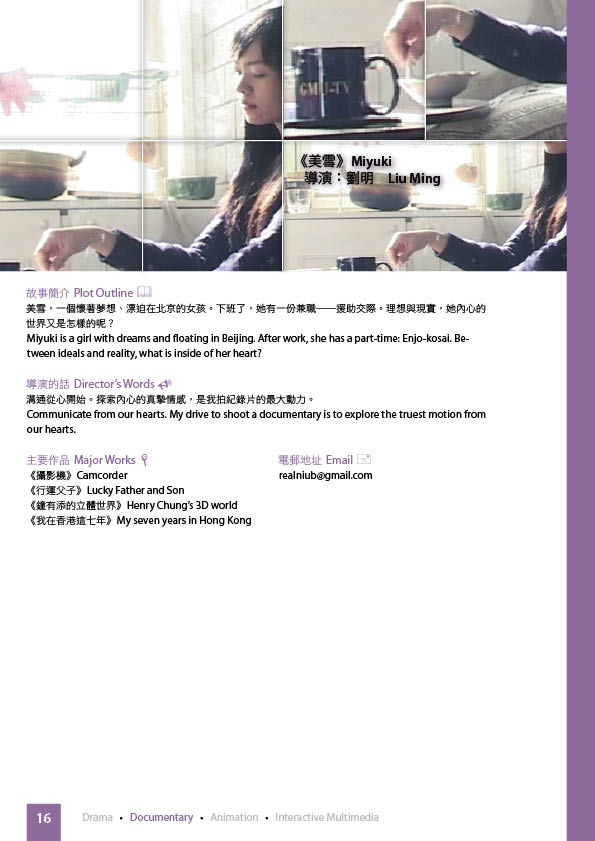 GMU-TV
《美雪》Miyuki
導演：劉明 Liu Ming
故事簡介 Plot Outline
美雪，一個懷著夢想、漂迫在北京的女孩。下班了，她有一份兼職──援助交際。理想與現實，她內心的
世界又是怎樣的呢？
Miyuki is a girl with dreams and floating in Beijing. After work, she has a part-time: Enjo-kosai. Be-
tween ideals and reality, what is inside of her heart?
導演的話 Director's Words
溝通從心開始。探索內心的真摯情感，是我拍紀錄片的最大動力。
Communicate from our hearts. My drive to shoot a documentary is to explore the truest motion from
our hearts.
主要作品 Major Works
《攝影機》Camcorder
《行運父子》Lucky Father and Son
《鐘有添的立體世界》Henry Chung's 3D world
《我在香港這七年》My seven years in Hong Kong
電郵地址 Email
realniub@gmail.com
16 Drama • Documentary • Animation • Interactive Multimedia